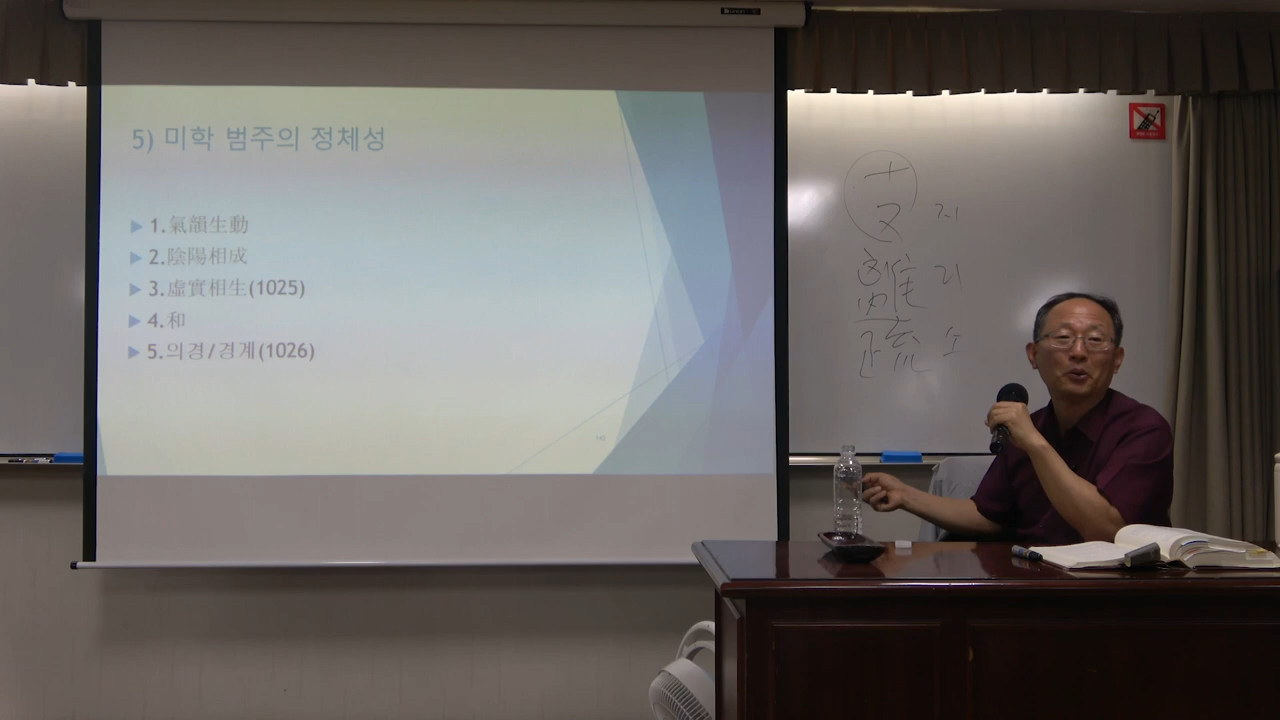 5) 미학 범주의 정체성
1.氣韻生動
2.陰陽相成
3.虛實相生(1025)
4.和
5.의경/경계(1026)
支 지
離 리
疏 소